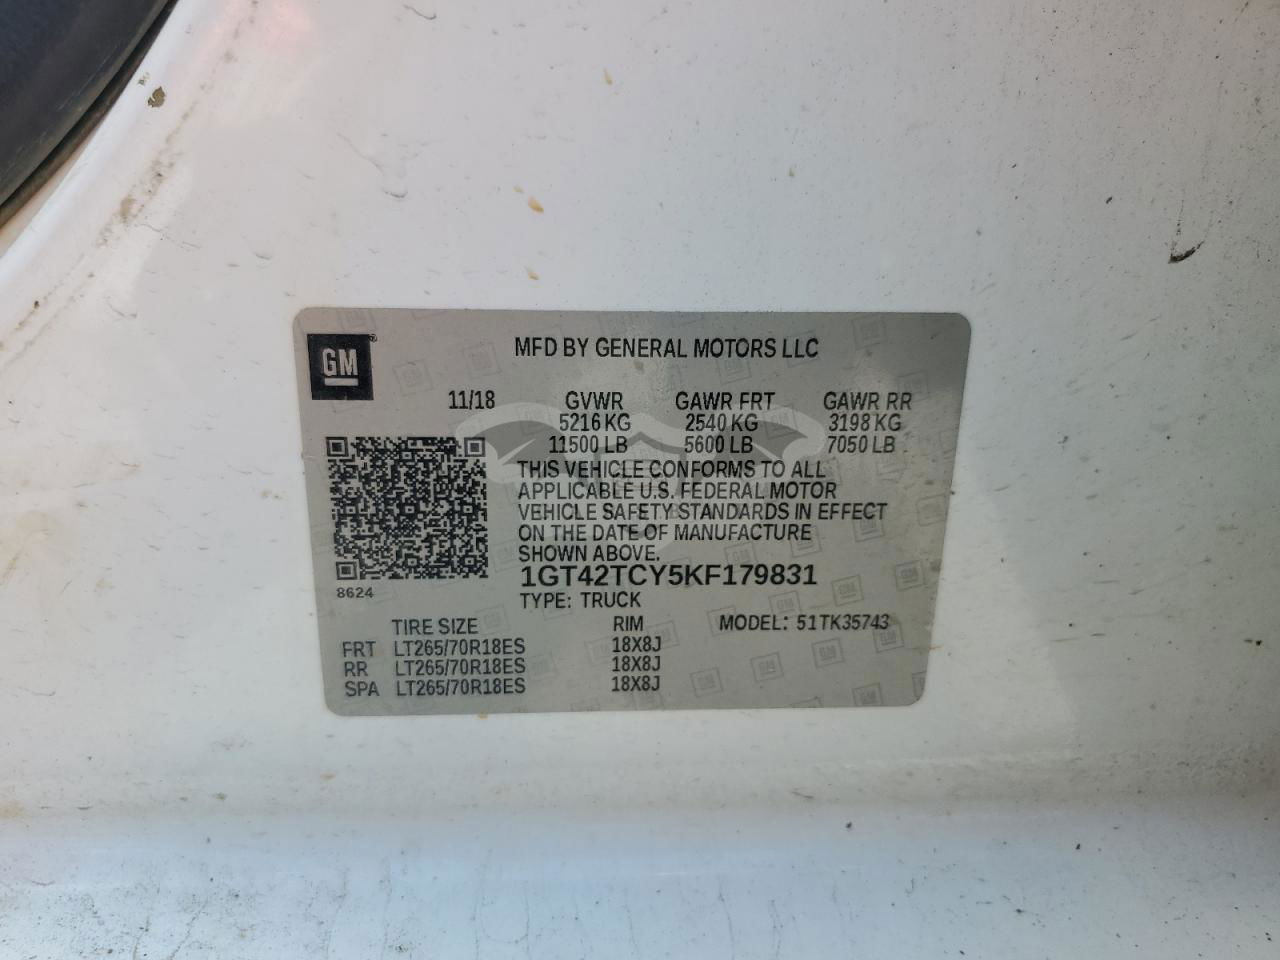 GM ®
MFD BY GENERAL MOTORS LLC
11/18 GVWR GAWR FRT GAWR RR
5216 KG 2540 KG 3198 KG
11500 LB 5600 LB 7050 LB
THIS VEHICLE CONFORMS TO ALL
APPLICABLE U.S. FEDERAL MOTOR
VEHICLE SAFETY STANDARDS IN EFFECT
ON THE DATE OF MANUFACTURE
SHOWN ABOVE.
1GT42TCY5KF179831
8624
TYPE: TRUCK
TIRE SIZE RIM MODEL: 51TK35743
FRT LT265/70R18ES 18X8J
RR LT265/70R18ES 18X8J
SPA LT265/70R18ES 18X8J